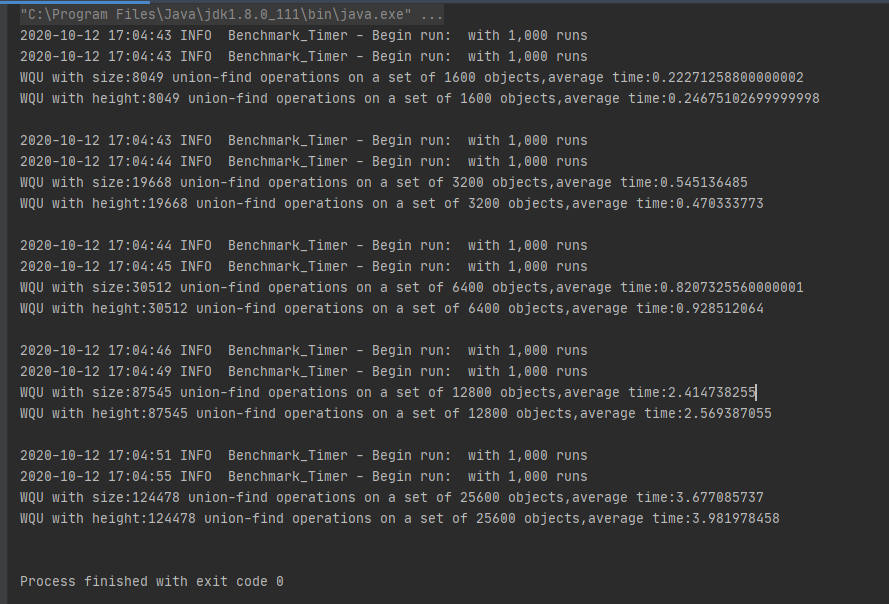 "C:\Program Files\Java\jdk1.8.0_111\bin\java.exe" ...
2020-10-12 17:04:43 INFO  Benchmark_Timer - Begin run:  with 1,000 runs
2020-10-12 17:04:43 INFO  Benchmark_Timer - Begin run:  with 1,000 runs
WQU with size:8049 union-find operations on a set of 1600 objects,average time:0.22271258800000002
WQU with height:8049 union-find operations on a set of 1600 objects,average time:0.24675102699999998
2020-10-12 17:04:43 INFO  Benchmark_Timer - Begin run:  with 1,000 runs
2020-10-12 17:04:44 INFO  Benchmark_Timer - Begin run:  with 1,000 runs
WQU with size:19668 union-find operations on a set of 3200 objects,average time:0.545136485
WQU with height:19668 union-find operations on a set of 3200 objects,average time:0.470333773
2020-10-12 17:04:44 INFO  Benchmark_Timer - Begin run:  with 1,000 runs
2020-10-12 17:04:45 INFO  Benchmark_Timer - Begin run:  with 1,000 runs
WQU with size:30512 union-find operations on a set of 6400 objects,average time:0.8207325560000001
WQU with height:30512 union-find operations on a set of 6400 objects,average time:0.928512064
2020-10-12 17:04:46 INFO  Benchmark_Timer - Begin run:  with 1,000 runs
2020-10-12 17:04:49 INFO  Benchmark_Timer - Begin run:  with 1,000 runs
WQU with size:87545 union-find operations on a set of 12800 objects,average time:2.414738255
WQU with height:87545 union-find operations on a set of 12800 objects,average time:2.569387055
2020-10-12 17:04:51 INFO  Benchmark_Timer - Begin run:  with 1,000 runs
2020-10-12 17:04:55 INFO  Benchmark_Timer - Begin run:  with 1,000 runs
WQU with size:124478 union-find operations on a set of 25600 objects,average time:3.677085737
WQU with height:124478 union-find operations on a set of 25600 objects,average time:3.981978458
Process finished with exit code 0